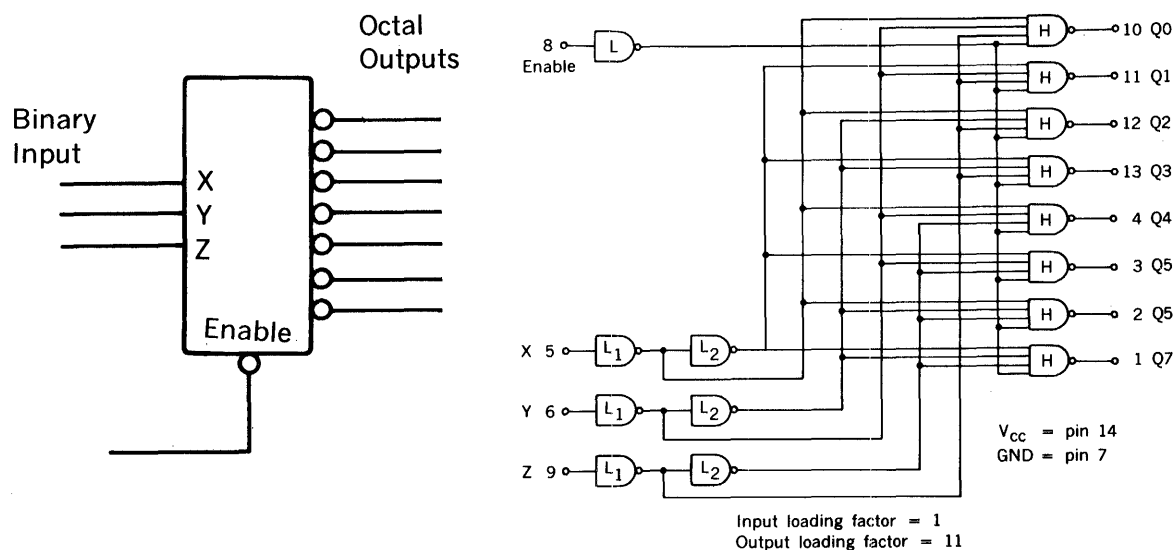 Octal
Outputs
Binary
Input
X
Y
Z
Enable
8
L
Enable
H
10 Q0
H
11 Q1
H
12 Q2
H
13 Q3
H
4 Q4
H
3 Q5
H
2 Q5
H
1 Q7
X 5
L1
L2
Y 6
L1
L2
Z 9
L1
L2
VCC = pin 14
GND = pin 7
Input loading factor = 1
Output loading factor = 11